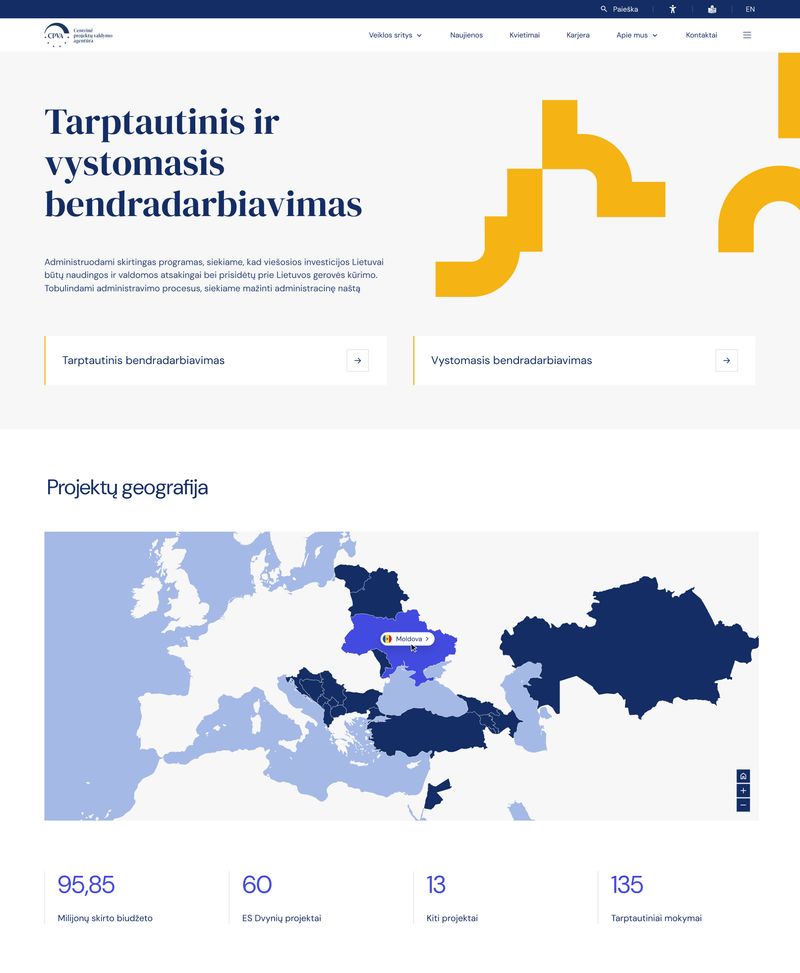 Paieška
EN
CPVA
Centrinė
projektų valdymo
agentūra
Veiklos sritys
Naujienos
Kvietimai
Karjera
Apie mus
Kontaktai
Tarptautinis ir
vystomasis
bendradarbiavimas
Administruodami skirtingas programas, siekiame, kad viešosios investicijos Lietuvai
būtų naudingos ir valdomos atsakingai bei prisidėtų prie Lietuvos gerovės kūrimo.
Tobulindami administravimo procesus, siekiame mažinti administracinę naštą
Tarptautinis bendradarbiavimas
Vystomasis bendradarbiavimas
Projektų geografija
Moldova
95,85
Milijonų skirto biudžeto
60
ES Dvynių projektai
13
Kiti projektai
135
Tarptautiniai mokymai